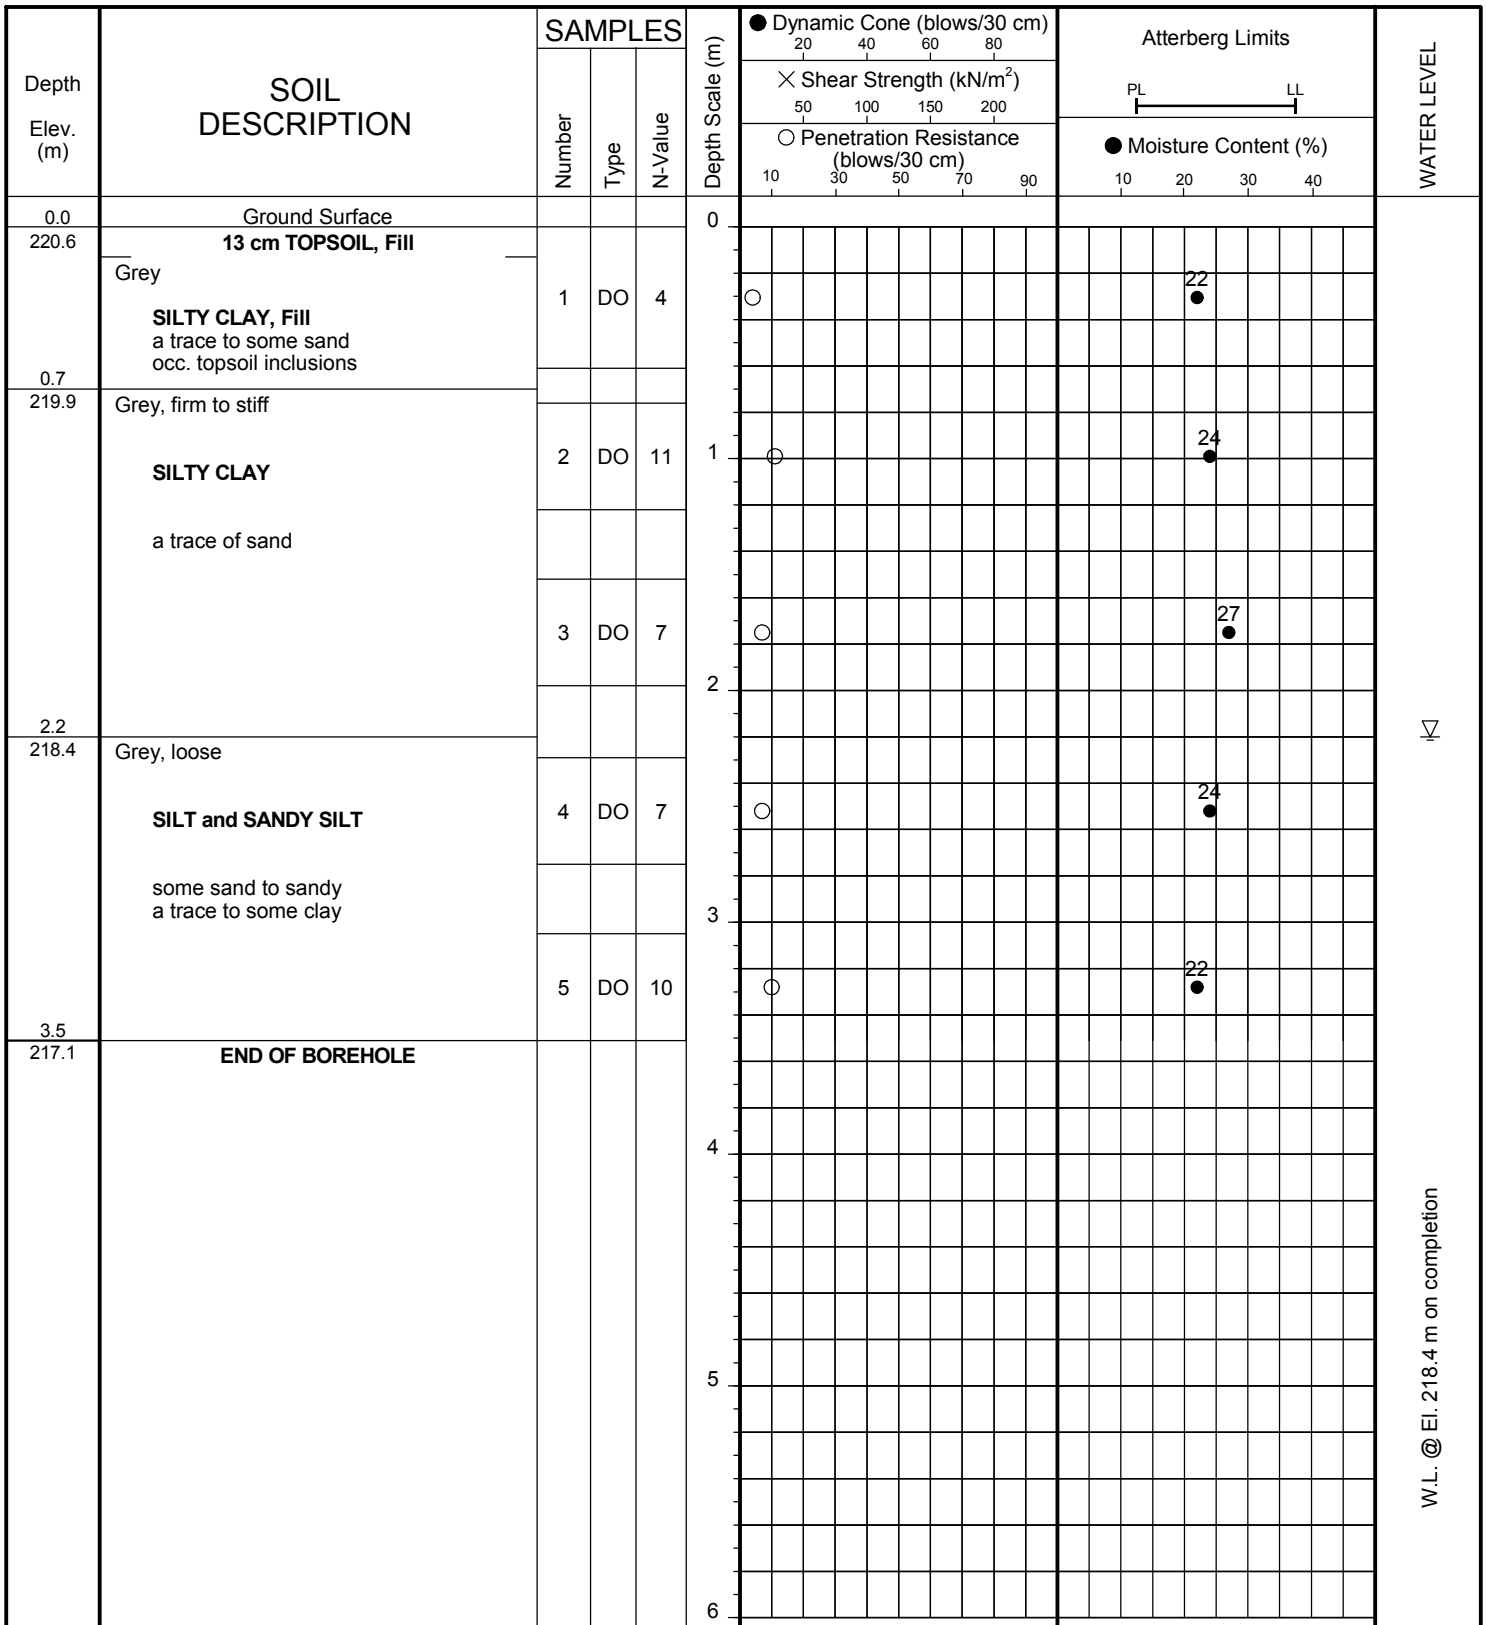 Depth
Elev.
(m)
SOIL
DESCRIPTION
SAMPLES
Number
Type
N-Value
Depth Scale (m)
● Dynamic Cone (blows/30 cm)
20 40 60 80
× Shear Strength (kN/m²)
50 100 150 200
○ Penetration Resistance
(blows/30 cm)
10 30 50 70 90
Atterberg Limits
PL LL
● Moisture Content (%)
10 20 30 40
WATER LEVEL
0.0 Ground Surface 0
220.6 13 cm TOPSOIL, Fill
Grey
22
1 DO 4
SILTY CLAY, Fill
a trace to some sand
occ. topsoil inclusions
0.7
219.9 Grey, firm to stiff
24
2 DO 11 1
SILTY CLAY
a trace of sand
27
3 DO 7
2
2.2
218.4 Grey, loose
24
4 DO 7
SILT and SANDY SILT
some sand to sandy
a trace to some clay
3
22
5 DO 10
3.5
217.1 END OF BOREHOLE
4
5
6
W.L. @ El. 218.4 m on completion